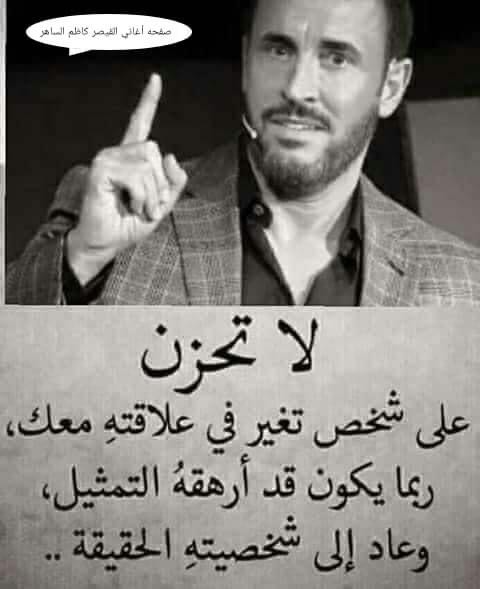 صفحه أغاني القيصر كاظم الساهر
لا تحزن
على شخص تغير في علاقتهِ معك،
ربما يكون قد أرهقهُ التمثيل،
وعاد إلى شخصيتهِ الحقيقة ..